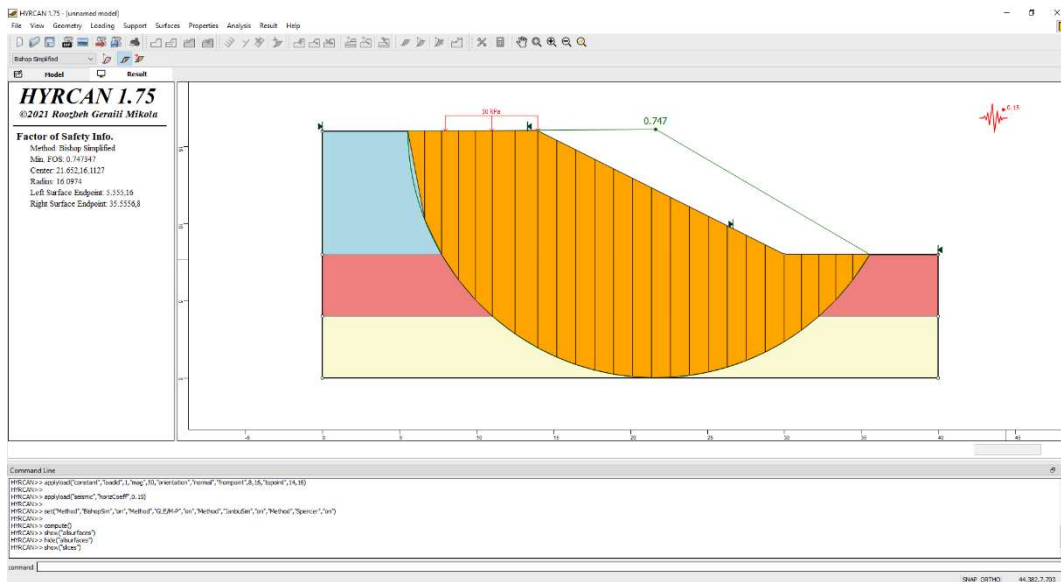 HYRCAN 1.75 - [unnamed model]
File View Geometry Loading Support Surfaces Properties Analysis Result Help
Bishop Simplified
Model Result
HYRCAN 1.75
©2021 Roozbeh Geraili Mikola
Factor of Safety Info.
Method: Bishop Simplified
Min. FOS: 0.747347
Center: 21.652,16.1127
Radius: 16.0974
Left Surface Endpoint: 5.555,16
Right Surface Endpoint: 35.5556,8
0.747
0.15
0 5 10 15 20 25 30 35 40 45
Command Line
HYRCAN>> applyload("constant","loadid",1,"mag",30,"orientation","normal","frompoint",8,16,"topoint",14,16)
HYRCAN>>
HYRCAN>> applyload("seismic","horizCoeff",0.15)
HYRCAN>>
HYRCAN>> set("Method","BishopSim","on","Method","GLE/M-P","on","Method","JanbuSim","on","Method","Spencer","on")
HYRCAN>>
HYRCAN>> compute()
HYRCAN>> show("allsurfaces")
HYRCAN>> hide("allsurfaces")
HYRCAN>> show("slices")
SNAP ORTHO 44.382,7.703